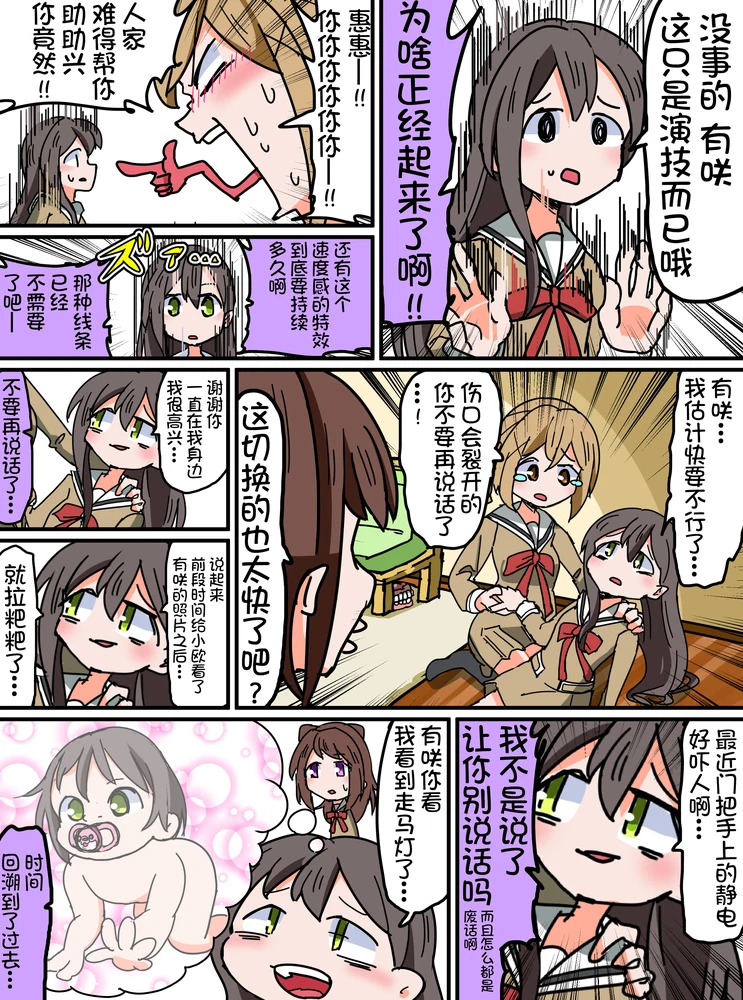 没事的 有咲
这只是演技而已哦
为啥正经起来了啊!!
惠惠—!!
你你你你你你—!!
人家
难得帮你
助助兴
你竟然!!
还有这个
速度感的特效
到底要持续
多久啊
ズァ…
那种线条
已经
不需要
了吧—
有咲…
我估计快要不行了…
伤口会裂开的
你不要再说话了
…!
这切换的也太快了吧?
谢谢你
一直在我身边
我很高兴…
不要再说话了…
说起来
前段时间给小欧看了
有咲的照片之后…
就拉粑粑了…
最近门把手上的静电
好吓人啊…
我不是说了
让你别说话吗
而且怎么都是
废话啊
有咲你看
我看到走马灯了…
时间
回溯到了过去…